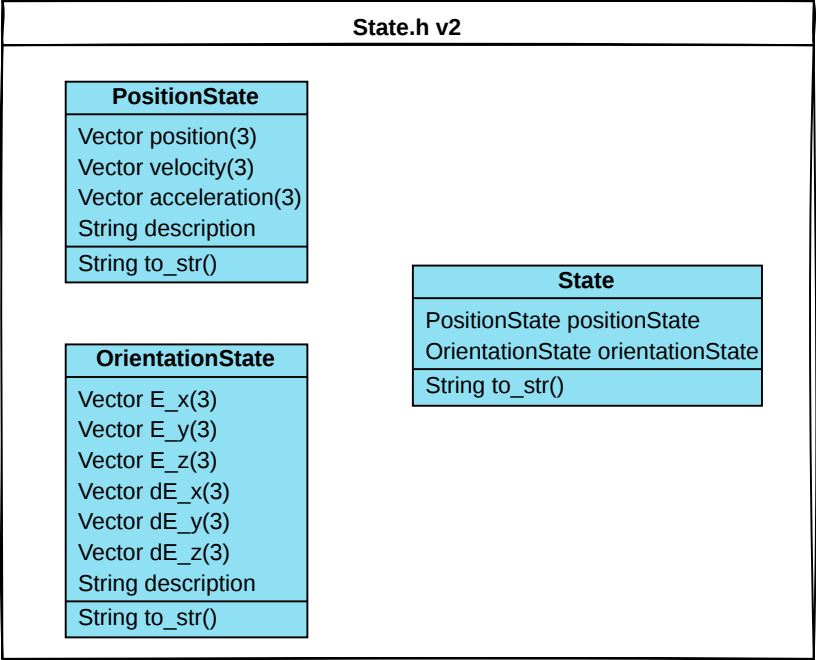 State.h v2
PositionState
Vector position(3)
Vector velocity(3)
Vector acceleration(3)
String description
String to_str()
OrientationState
Vector E_x(3)
Vector E_y(3)
Vector E_z(3)
Vector dE_x(3)
Vector dE_y(3)
Vector dE_z(3)
String description
String to_str()
State
PositionState positionState
OrientationState orientationState
String to_str()